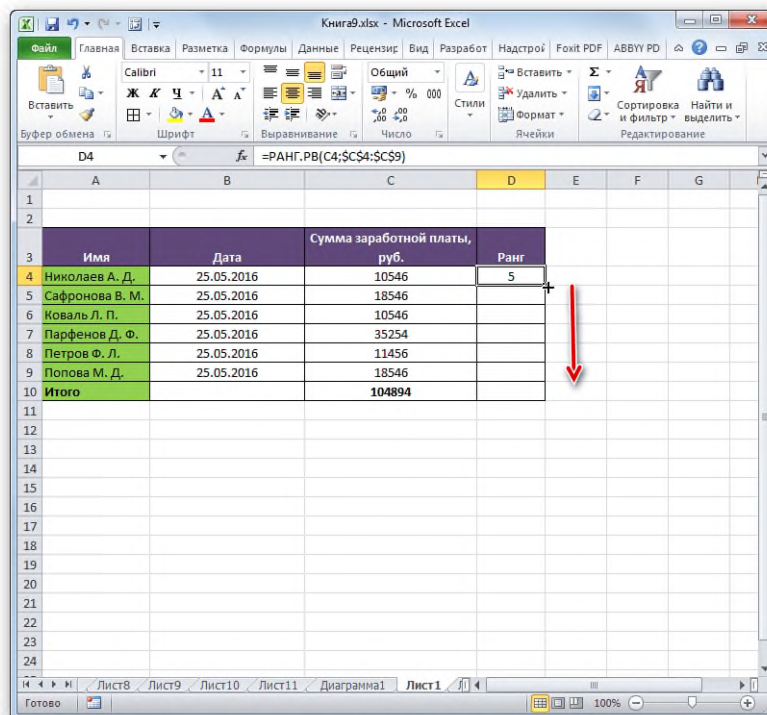 Книга9.xlsx - Microsoft Excel
Файл Главная Вставка Разметка Формулы Данные Рецензир Вид Разработ Надстрой Foxit PDF ABBYY PD
Calibri 11 Общий Вставить Σ
Вставить Ж К Ч А А % 000 Стили Удалить Сортировка и фильтр Найти и выделить
Формат
Буфер обмена Шрифт Выравнивание Число Ячейки Редактирование
D4 fx =РАНГ.РВ(C4;$C$4:$C$9)
A B C D E F G
1
2
3 Имя Дата Сумма заработной платы, руб. Ранг
4 Николаев А. Д. 25.05.2016 10546 5
5 Сафронова В. М. 25.05.2016 18546
6 Коваль Л. П. 25.05.2016 10546
7 Парфенов Д. Ф. 25.05.2016 35254
8 Петров Ф. Л. 25.05.2016 11456
9 Попова М. Д. 25.05.2016 18546
10 Итого 104894
11
12
13
14
15
16
17
18
19
20
21
22
23
24
Лист8 Лист9 Лист10 Лист11 Диаграмма1 Лист1
Готово 100%